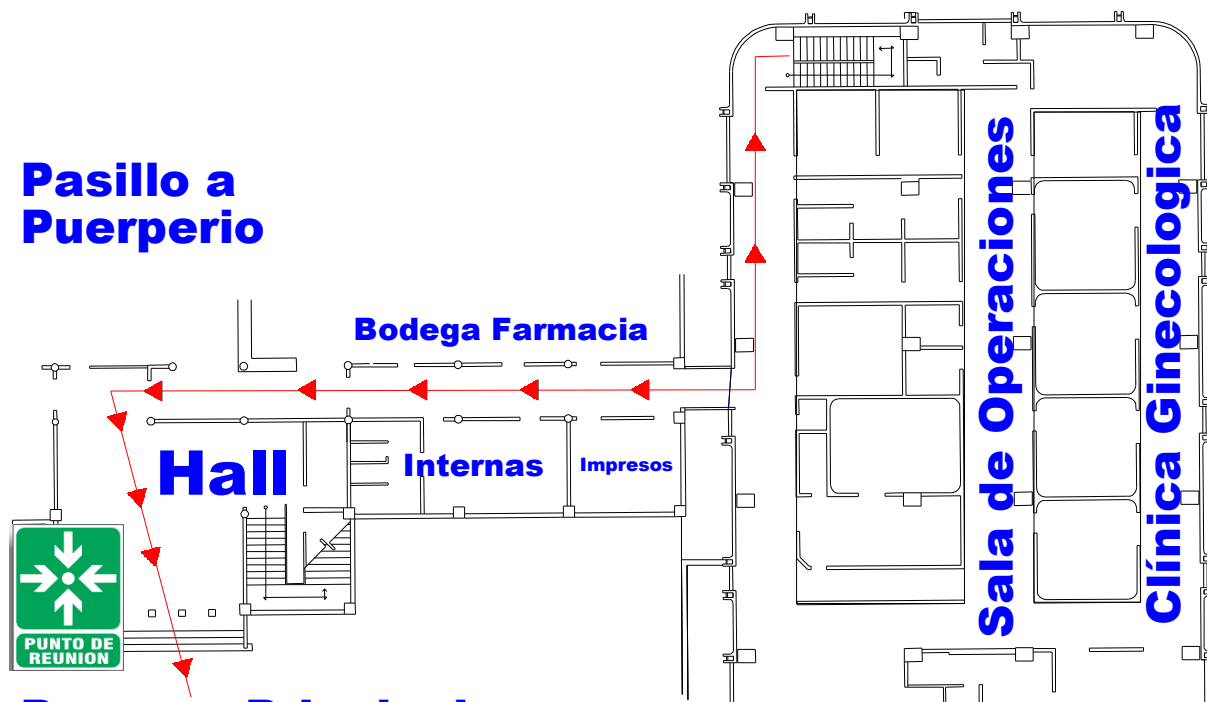 Pasillo a
Puerperio
Bodega Farmacia
Hall
Internas
Impresos
Sala de Operaciones
Clínica Ginecologica
PUNTO DE
REUNION